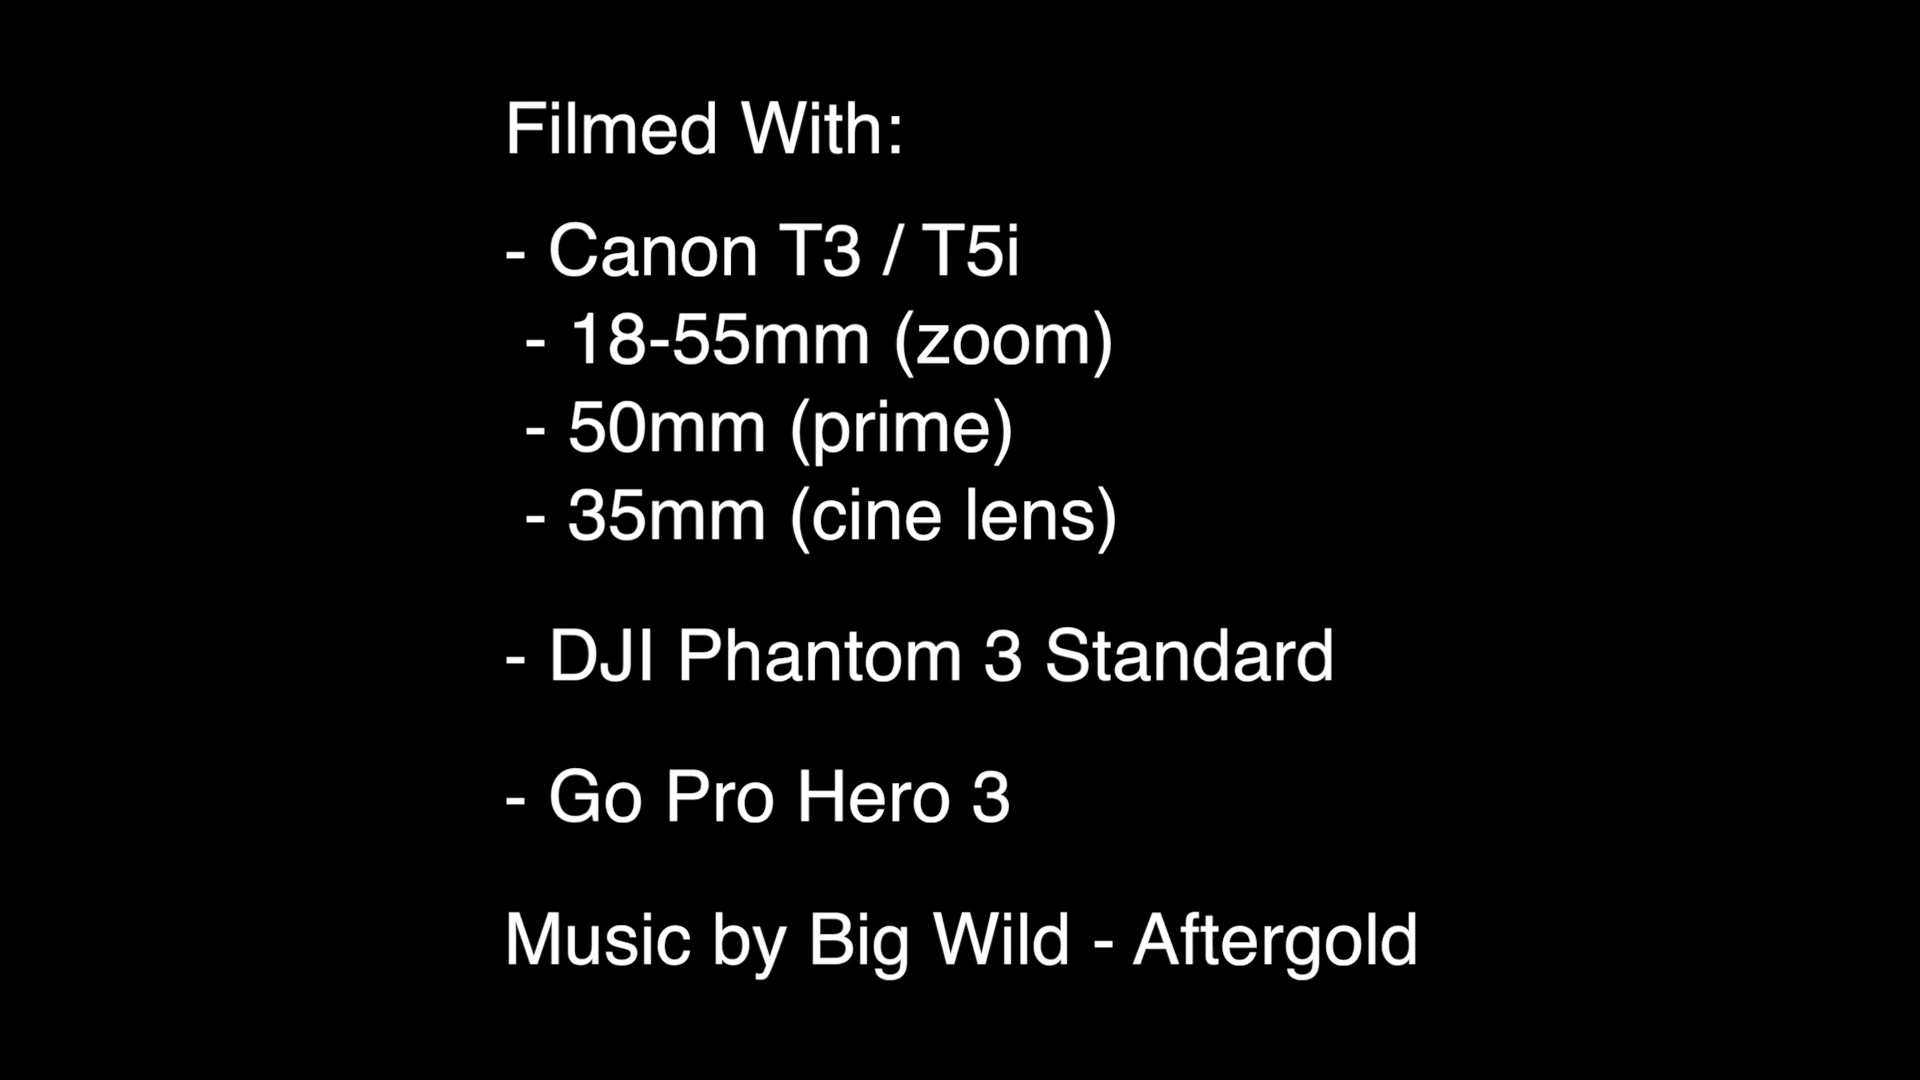 Filmed With:
- Canon T3 / T5i
- 18-55mm (zoom)
- 50mm (prime)
- 35mm (cine lens)
- DJI Phantom 3 Standard
- Go Pro Hero 3
Music by Big Wild - Aftergold